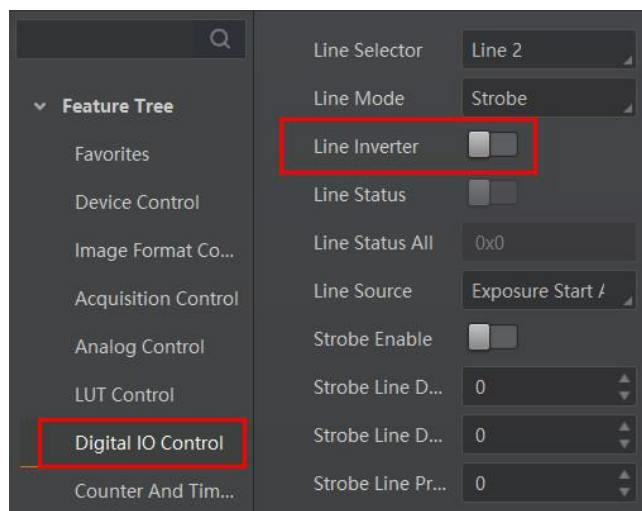 Feature Tree
Favorites
Device Control
Image Format Co...
Acquisition Control
Analog Control
LUT Control
Digital IO Control
Counter And Tim...
Line Selector Line 2
Line Mode Strobe
Line Inverter
Line Status
Line Status All 0x0
Line Source Exposure Start
Strobe Enable
Strobe Line D... 0
Strobe Line D... 0
Strobe Line Pr... 0